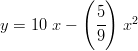 y = 10 x − (5/9) x²